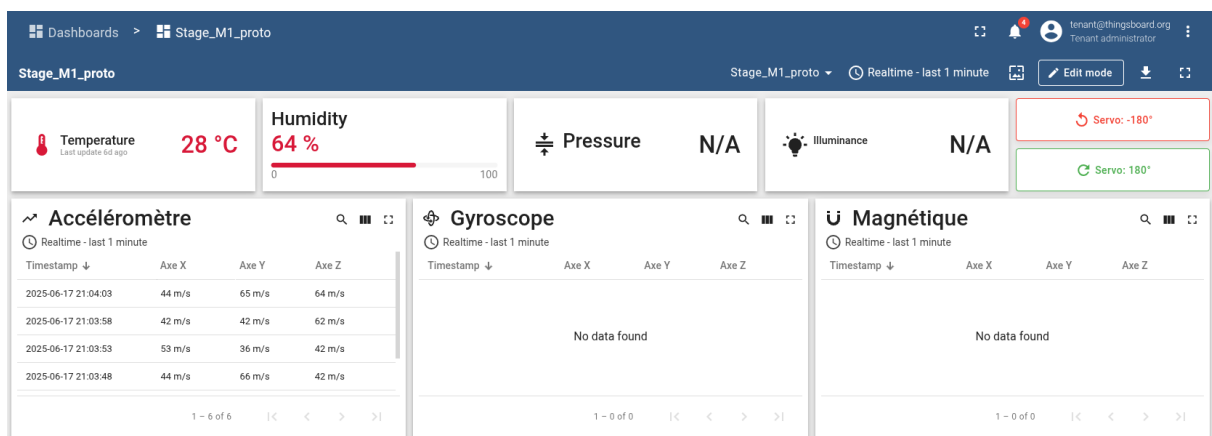 Dashboards > Stage_M1_proto
4
tenant@thingsboard.org
Tenant administrator
Stage_M1_proto
Stage_M1_proto
Realtime - last 1 minute
Edit mode
Temperature
Last update 6d ago
28 °C
Humidity
64 %
0 100
Pressure
N/A
Illuminance
N/A
Servo: -180°
Servo: 180°
Accéléromètre
Realtime - last 1 minute
Timestamp Axe X Axe Y Axe Z
2025-06-17 21:04:03 44 m/s 65 m/s 64 m/s
2025-06-17 21:03:58 42 m/s 42 m/s 62 m/s
2025-06-17 21:03:53 53 m/s 36 m/s 42 m/s
2025-06-17 21:03:48 44 m/s 66 m/s 42 m/s
1 – 6 of 6
Gyroscope
Realtime - last 1 minute
Timestamp Axe X Axe Y Axe Z
No data found
1 – 0 of 0
Magnétique
Realtime - last 1 minute
Timestamp Axe X Axe Y Axe Z
No data found
1 – 0 of 0